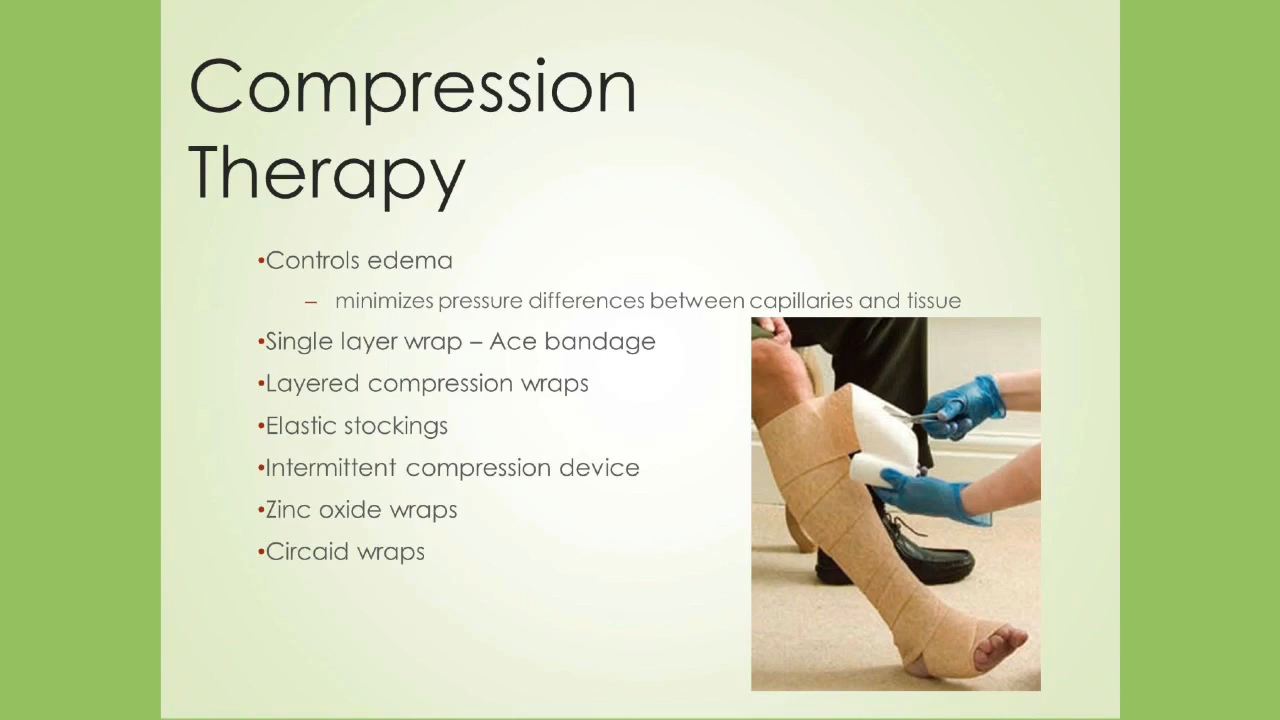 Compression
Therapy
•Controls edema
– minimizes pressure differences between capillaries and tissue
•Single layer wrap – Ace bandage
•Layered compression wraps
•Elastic stockings
•Intermittent compression device
•Zinc oxide wraps
•Circaid wraps